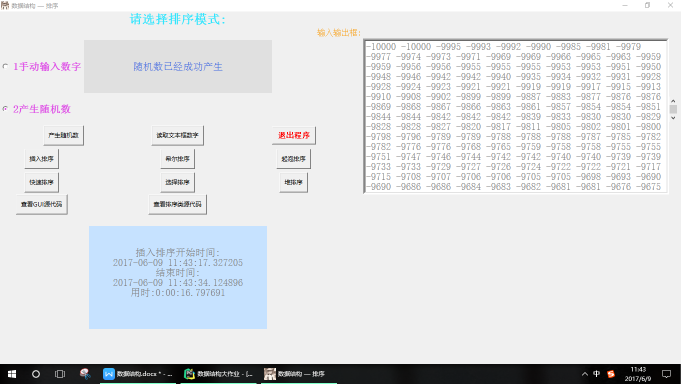 数据结构 — 排序
请选择排序模式:
输入输出框:
1手动输入数字
随机数已经成功产生
2产生随机数
产生随机数
读取文本框数字
退出程序
插入排序
希尔排序
起泡排序
快速排序
选择排序
堆排序
查看GUI源代码
查看排序类源代码
-10000 -10000 -9995 -9993 -9992 -9990 -9985 -9981 -9979
-9977 -9974 -9973 -9971 -9969 -9969 -9966 -9965 -9963 -9959
-9959 -9956 -9956 -9955 -9955 -9955 -9953 -9953 -9951 -9950
-9948 -9946 -9942 -9942 -9940 -9935 -9934 -9932 -9931 -9928
-9928 -9924 -9923 -9921 -9921 -9919 -9919 -9917 -9915 -9913
-9910 -9908 -9902 -9899 -9899 -9887 -9883 -9877 -9876 -9876
-9869 -9868 -9867 -9866 -9863 -9861 -9857 -9854 -9854 -9851
-9844 -9844 -9842 -9842 -9842 -9839 -9833 -9830 -9830 -9829
-9828 -9828 -9827 -9820 -9817 -9811 -9805 -9802 -9801 -9800
-9798 -9796 -9789 -9789 -9788 -9788 -9788 -9787 -9785 -9782
-9782 -9776 -9776 -9768 -9765 -9759 -9758 -9758 -9755 -9755
-9751 -9747 -9746 -9744 -9742 -9742 -9740 -9740 -9739 -9739
-9733 -9733 -9729 -9727 -9726 -9724 -9722 -9722 -9721 -9717
-9715 -9708 -9707 -9706 -9706 -9705 -9705 -9698 -9693 -9690
-9690 -9686 -9686 -9684 -9683 -9682 -9681 -9681 -9676 -9675
插入排序开始时间:
2017-06-09 11:43:17.327205
结束时间:
2017-06-09 11:43:34.124896
用时:0:00:16.797691
数据结构.docx * - ...
数据结构大作业 - [...
数据结构 — 排序
中
11:43
2017/6/9